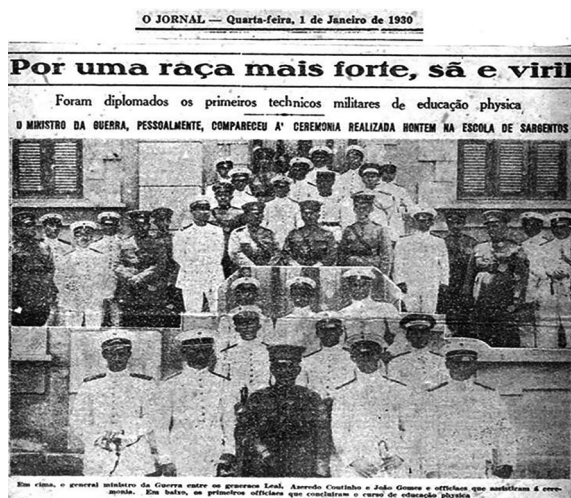 O JORNAL — Quarta-feira, 1 de Janeiro de 1930
Por uma raça mais forte, sã e viril
Foram diplomados os primeiros technicos militares de educação physica
O MINISTRO DA GUERRA, PESSOALMENTE, COMPARECEU A' CEREMONIA REALIZADA HONTEM NA ESCOLA DE SARGENTOS
Em cima, o general ministro da Guerra entre os generaes Leal, Azeredo Coutinho e João Gomes e officiaes que assistiram á cere-
monia. Em baixo, os primeiros officiaes que concluiram o curso de educação physica